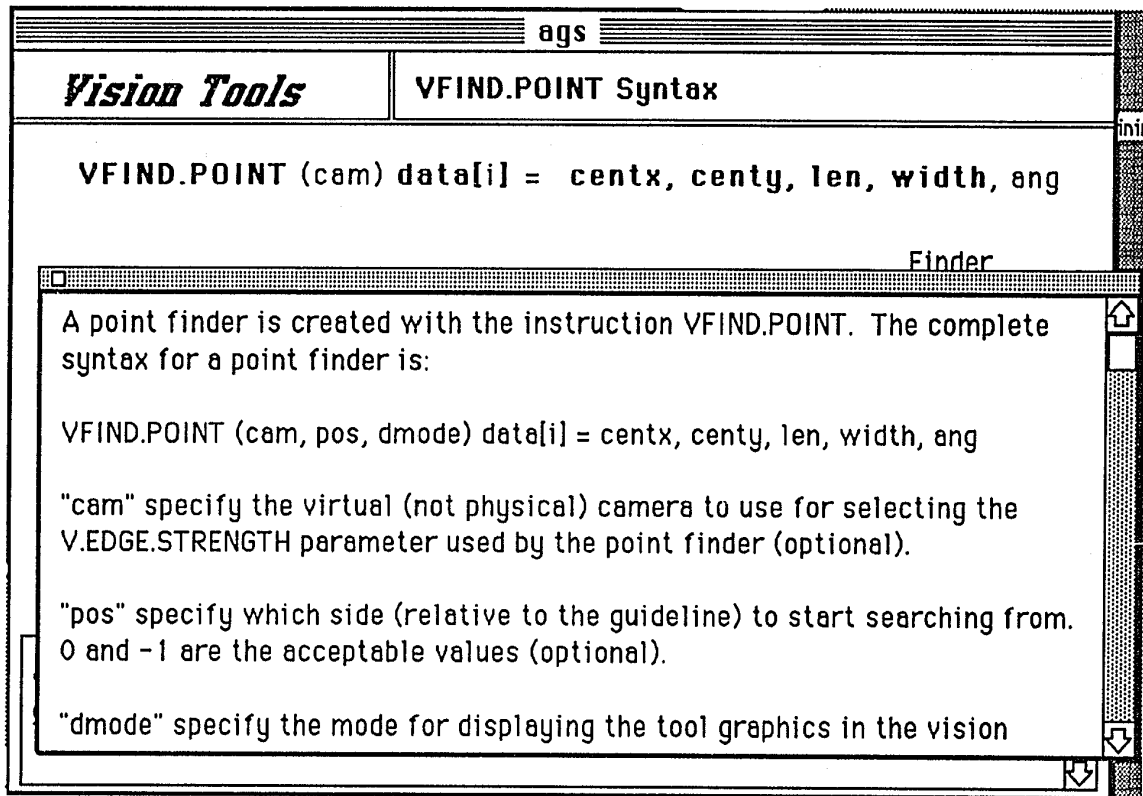 ags
Vision Tools
VFIND.POINT Syntax
VFIND.POINT (cam) data[i] = centx, centy, len, width, ang
Finder
A point finder is created with the instruction VFIND.POINT. The complete
syntax for a point finder is:
VFIND.POINT (cam, pos, dmode) data[i] = centx, centy, len, width, ang
"cam" specify the virtual (not physical) camera to use for selecting the
V.EDGE.STRENGTH parameter used by the point finder (optional).
"pos" specify which side (relative to the guideline) to start searching from.
0 and -1 are the acceptable values (optional).
"dmode" specify the mode for displaying the tool graphics in the vision